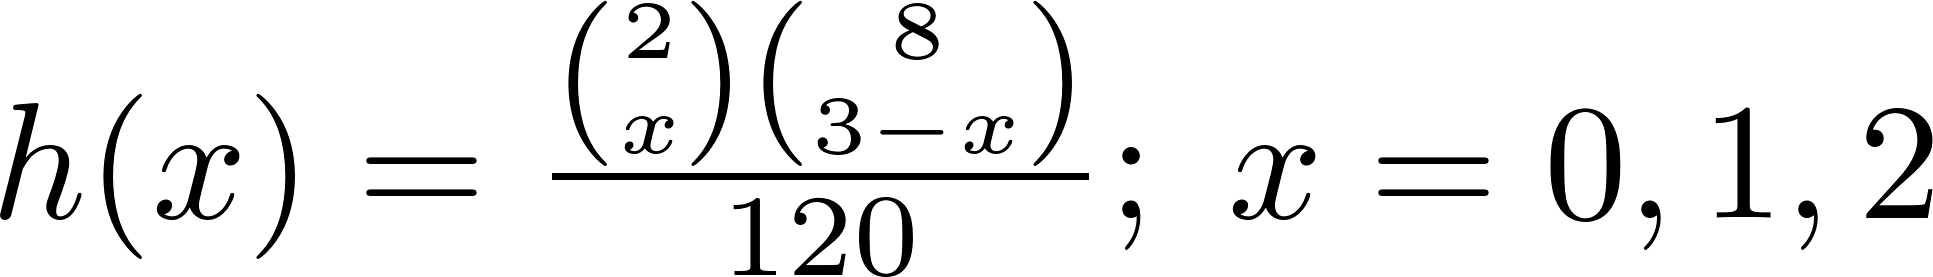 h(x) = \frac{\binom{2}{x}\binom{8}{3-x}}{120}; x = 0, 1, 2